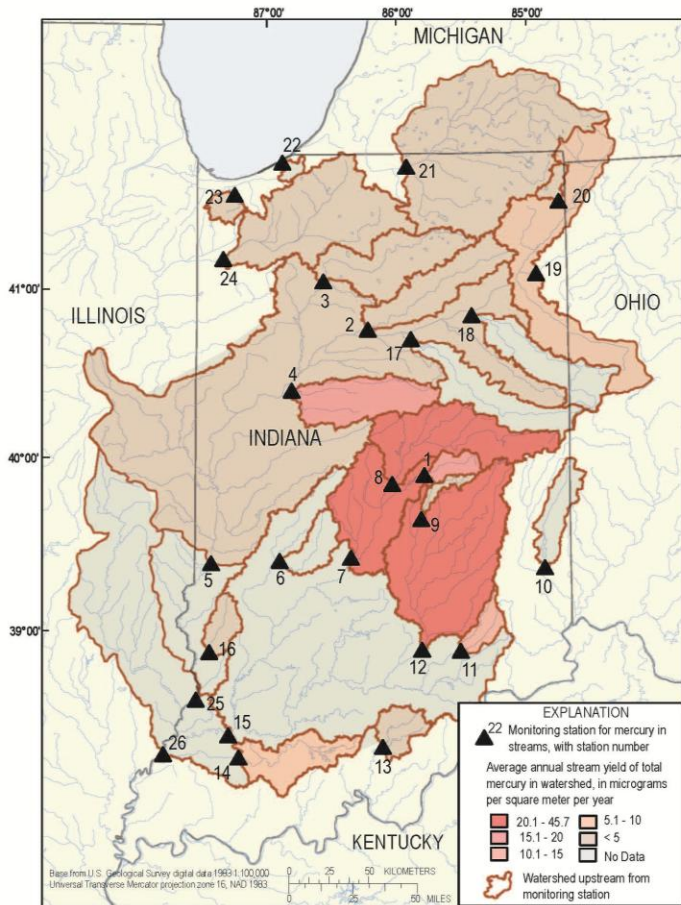 87°00'
86°00'
85°00'
MICHIGAN
22
21
23
20
24
19
41°00'
3
ILLINOIS
OHIO
2
17
18
4
INDIANA
40°00'
1
8
9
5
6
7
10
39°00'
16
12
11
25
15
26
14
13
KENTUCKY
EXPLANATION
22 Monitoring station for mercury in
streams, with station number
Average annual stream yield of total
mercury in watershed, in micrograms
per square meter per year
20.1 - 45.7
5.1 - 10
15.1 - 20
< 5
10.1 - 15
No Data
Watershed upstream from
monitoring station
Base from U.S. Geological Survey digital data 1983 1:100,000
Universal Transverse Mercator projection zone 16, NAD 1983
0 50 KILOMETERS
0 50 MILES